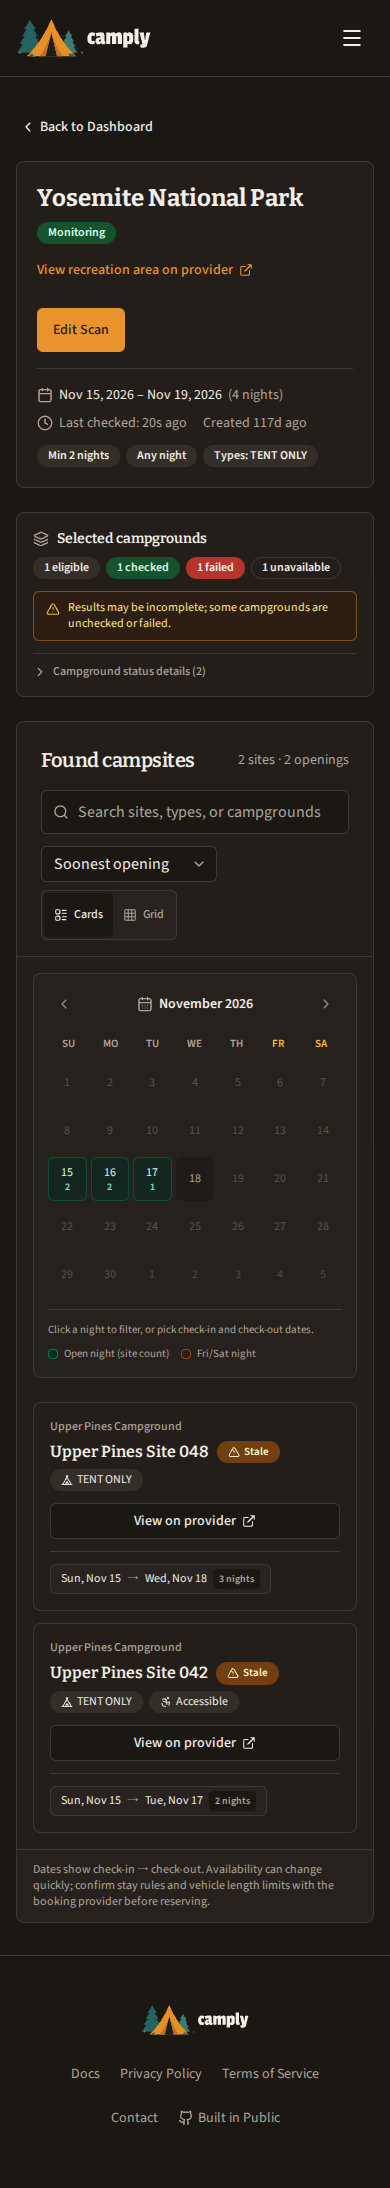 camply
Back to Dashboard
Yosemite National Park
Monitoring
View recreation area on provider
Edit Scan
Nov 15, 2026 – Nov 19, 2026 (4 nights)
Last checked: 20s ago Created 117d ago
Min 2 nights Any night Types: TENT ONLY
Selected campgrounds
1 eligible 1 checked 1 failed 1 unavailable
Results may be incomplete; some campgrounds are
unchecked or failed.
Campground status details (2)
Found campsites 2 sites · 2 openings
Search sites, types, or campgrounds
Soonest opening
Cards Grid
November 2026
SU MO TU WE TH FR SA
1 2 3 4 5 6 7
8 9 10 11 12 13 14
15 16 17 18 19 20 21
2 2 1
22 23 24 25 26 27 28
29 30 1 2 3 4 5
Click a night to filter, or pick check-in and check-out dates.
Open night (site count) Fri/Sat night
Upper Pines Campground
Upper Pines Site 048 Stale
TENT ONLY
View on provider
Sun, Nov 15 → Wed, Nov 18 3 nights
Upper Pines Campground
Upper Pines Site 042 Stale
TENT ONLY Accessible
View on provider
Sun, Nov 15 → Tue, Nov 17 2 nights
Dates show check-in → check-out. Availability can change
quickly; confirm stay rules and vehicle length limits with the
booking provider before reserving.
camply
Docs Privacy Policy Terms of Service
Contact Built in Public